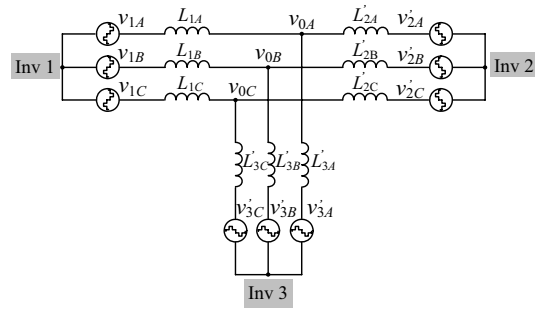 v1A L1A v0A L'2A v'2A
Inv 1 v1B L1B v0B L'2B v'2B Inv 2
v1C L1C v0C L'2C v'2C
L'3C L'3B L'3A
v'3C v'3B v'3A
Inv 3